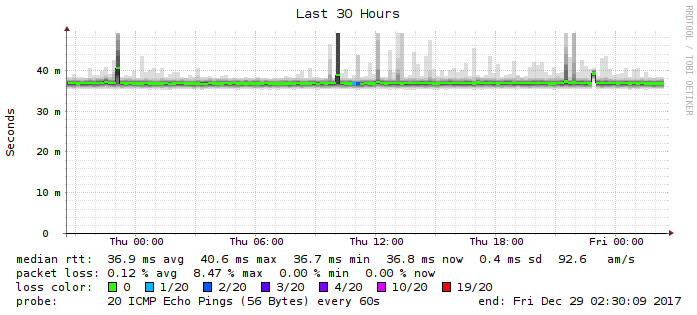 Last 30 Hours
RRDTOOL / TOBI OETIKER
Seconds
40 m
30 m
20 m
10 m
0
Thu 00:00 Thu 06:00 Thu 12:00 Thu 18:00 Fri 00:00
median rtt: 36.9 ms avg 40.6 ms max 36.7 ms min 36.8 ms now 0.4 ms sd 92.6 am/s
packet loss: 0.12 % avg 8.47 % max 0.00 % min 0.00 % now
loss color: 0 1/20 2/20 3/20 4/20 10/20 19/20
probe: 20 ICMP Echo Pings (56 Bytes) every 60s end: Fri Dec 29 02:30:09 2017